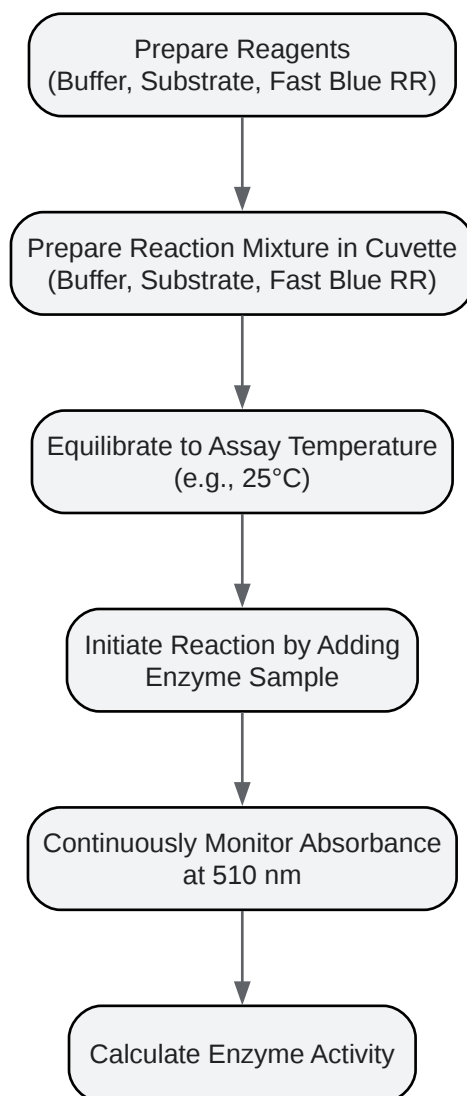 Prepare Reagents
(Buffer, Substrate, Fast Blue RR)
Prepare Reaction Mixture in Cuvette
(Buffer, Substrate, Fast Blue RR)
Equilibrate to Assay Temperature
(e.g., 25°C)
Initiate Reaction by Adding
Enzyme Sample
Continuously Monitor Absorbance
at 510 nm
Calculate Enzyme Activity